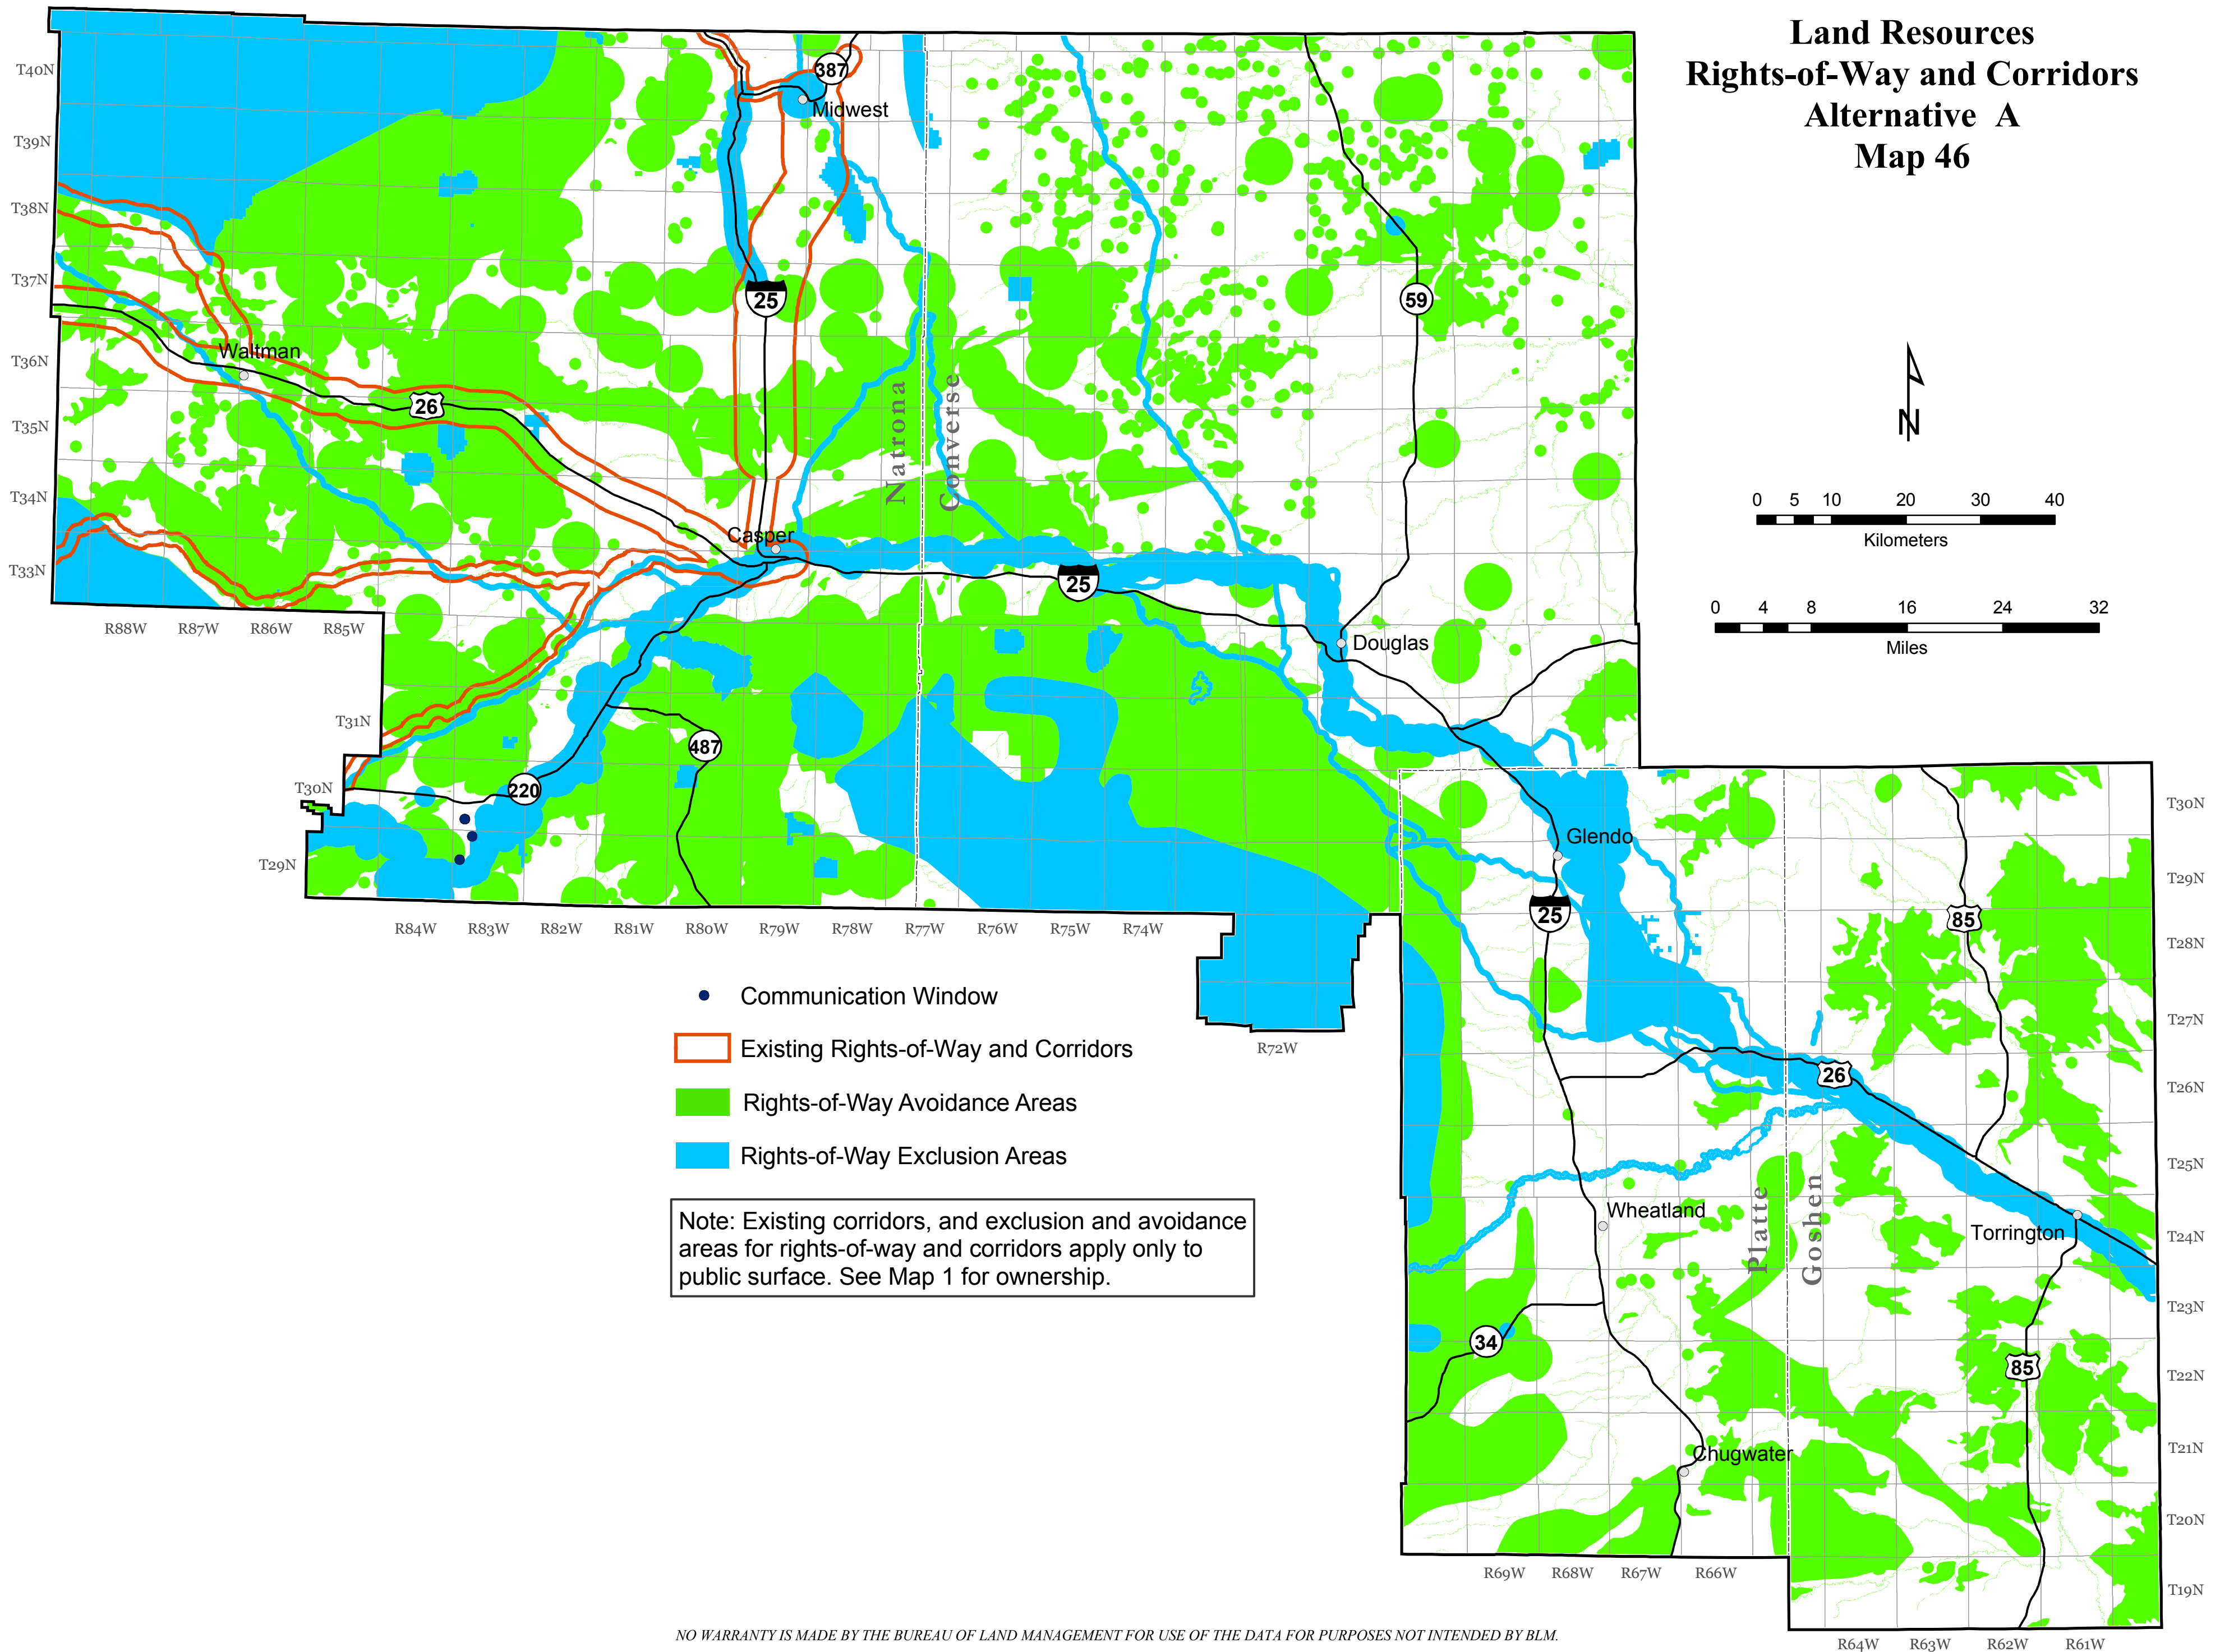 Land Resources
Rights-of-Way and Corridors
Alternative A
Map 46
T40N
T39N
T38N
T37N
T36N
T35N
T34N
T33N
T31N
T30N
T29N
R88W R87W R86W R85W
387
Midwest
25
59
Waltman
26
Natrona
Converse
Casper
25
Douglas
487
220
N
0 5 10 20 30 40
Kilometers
0 4 8 16 24 32
Miles
R84W R83W R82W R81W R80W R79W R78W R77W R76W R75W R74W
R72W
Glendo
25
85
26
Wheatland
Platte
Goshen
Torrington
34
85
Chugwater
T30N
T29N
T28N
T27N
T26N
T25N
T24N
T23N
T22N
T21N
T20N
T19N
R69W R68W R67W R66W
R64W R63W R62W R61W
Communication Window
Existing Rights-of-Way and Corridors
Rights-of-Way Avoidance Areas
Rights-of-Way Exclusion Areas
Note: Existing corridors, and exclusion and avoidance
areas for rights-of-way and corridors apply only to
public surface. See Map 1 for ownership.
NO WARRANTY IS MADE BY THE BUREAU OF LAND MANAGEMENT FOR USE OF THE DATA FOR PURPOSES NOT INTENDED BY BLM.